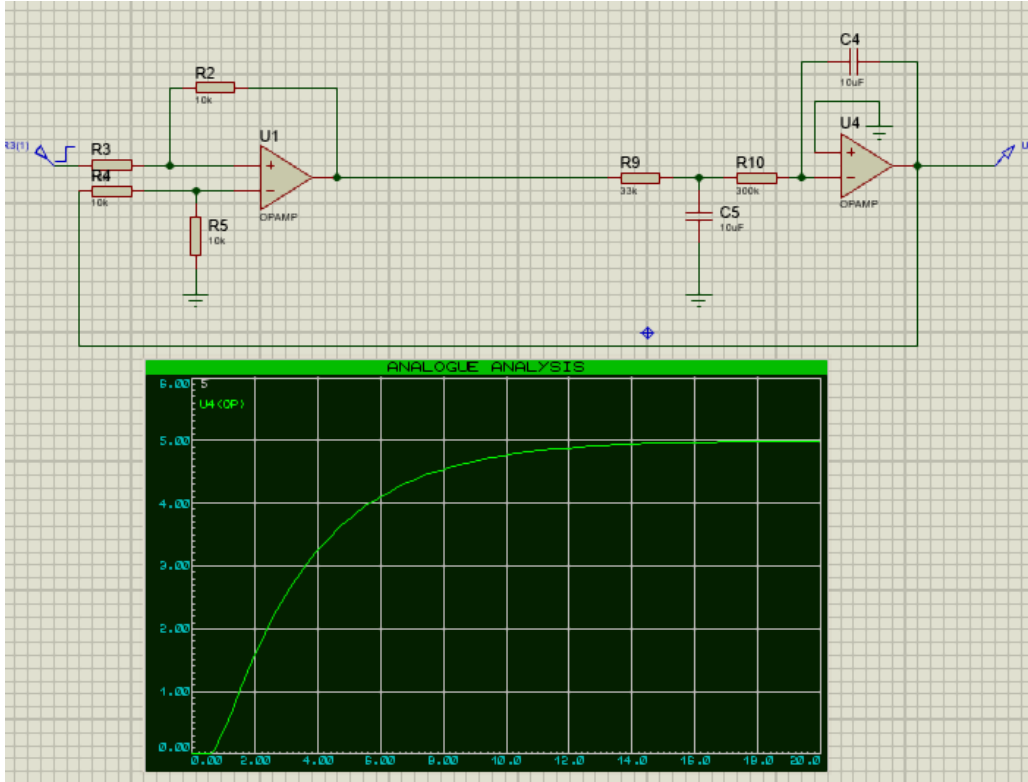 C4
10uF
R2
10k
U1
U4
R3(1)
R3
R4
10k
OPAMP
R9
33k
R10
300k
OPAMP
R5
10k
C5
10uF
ANALOGUE ANALYSIS
6.00
5
U4(OP)
5.00
4.00
3.00
2.00
1.00
0.00
0.00 2.00 4.00 6.00 8.00 10.0 12.0 14.0 16.0 18.0 20.0